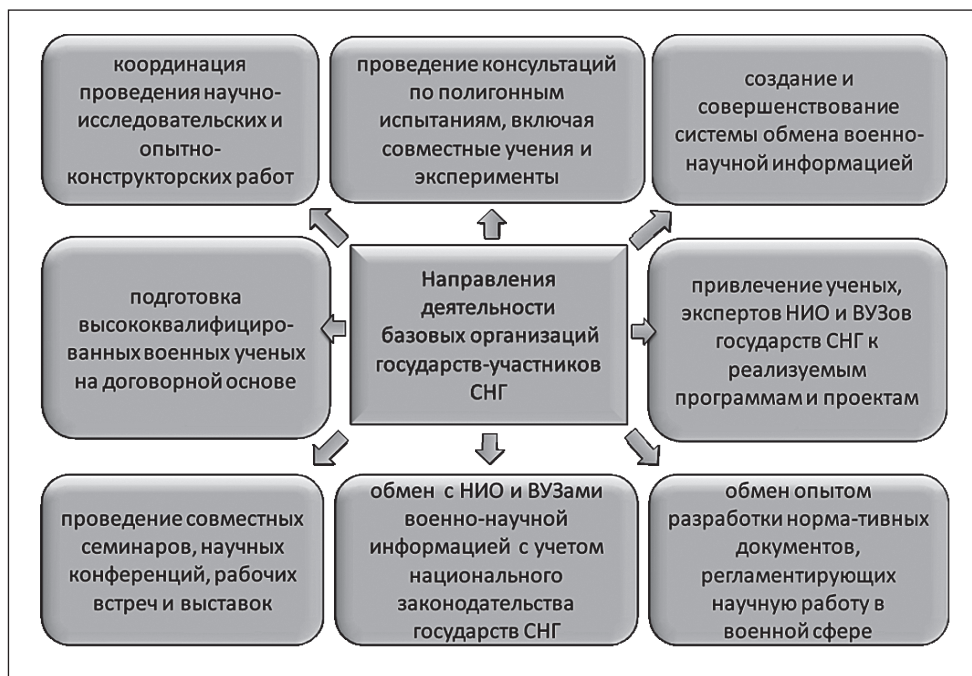 координация
проведения научно-
исследовательских и
опытно-
конструкторских работ
проведение консультаций
по полигонным
испытаниям, включая
совместные учения и
эксперименты
создание и
совершенствование
системы обмена военно-
научной информацией
подготовка
высококвалифициро-
ванных военных ученых
на договорной основе
Направления
деятельности
базовых организаций
государств-участников
СНГ
привлечение ученых,
экспертов НИО и ВУЗов
государств СНГ к
реализуемым
программам и проектам
проведение совместных
семинаров, научных
конференций, рабочих
встреч и выставок
обмен с НИО и ВУЗами
военно-научной
информацией с учетом
национального
законодательства
государств СНГ
обмен опытом
разработки норма-тивных
документов,
регламентирующих
научную работу в
военной сфере